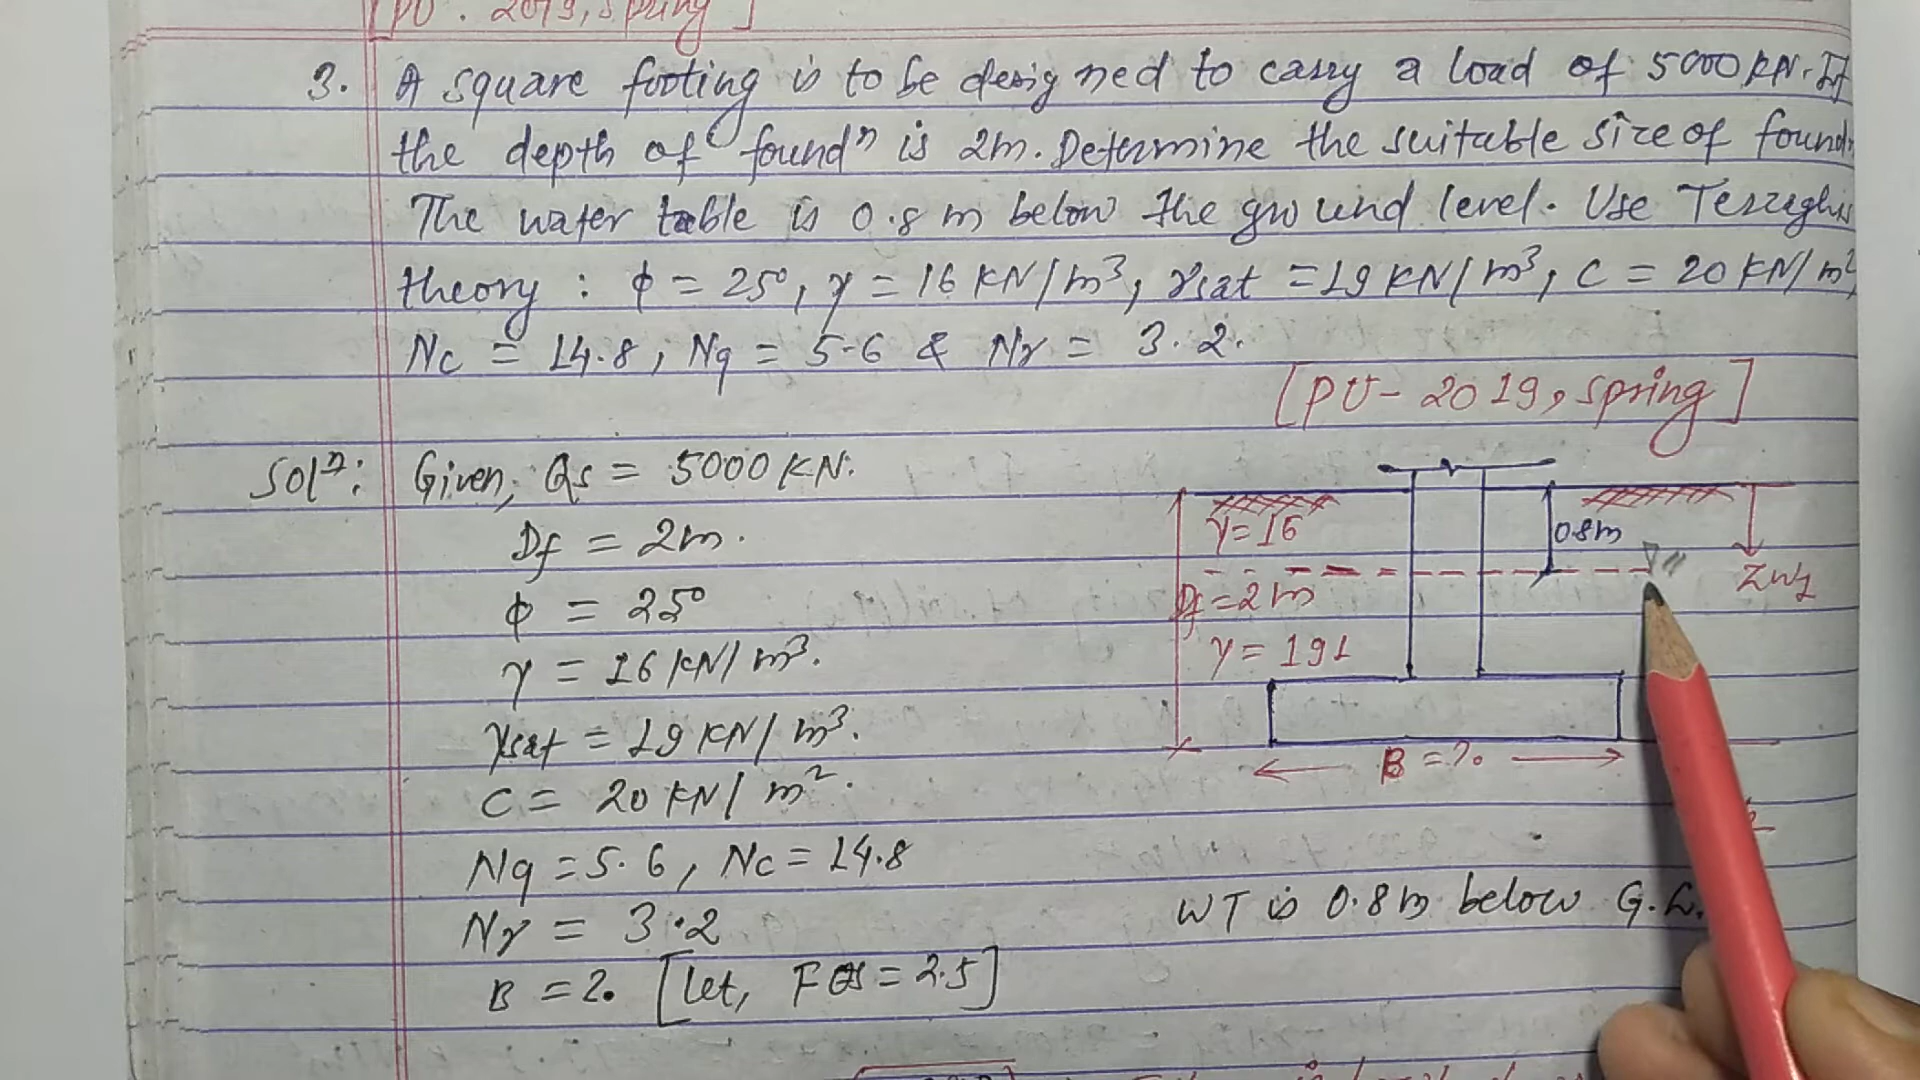 [PU. 2019, spring]
3. A square footing is to be designed to carry a load of 5000 KN. If
the depth of foundⁿ is 2m. Determine the suitable size of foundⁿ
The water table is 0.8 m below the ground level. Use Terzaghis
theory : ϕ = 25°, γ = 16 KN/m³, γsat = 19 KN/m³, C = 20 KN/m²,
Nc = 14.8, Nq = 5.6 & Nγ = 3.2.
[PU- 2019, spring]
Solⁿ: Given, Qs = 5000 KN.
Df = 2m.
ϕ = 25°
γ = 16 KN/m³.
γsat = 19 KN/m³.
C = 20 KN/m².
Nq = 5.6, Nc = 14.8
Nγ = 3.2
B = ?. [let, FOS = 2.5]
γ = 16
0.8m
Zw1
Df = 2m
γ = 19
B = ?.
WT is 0.8m below G.L.